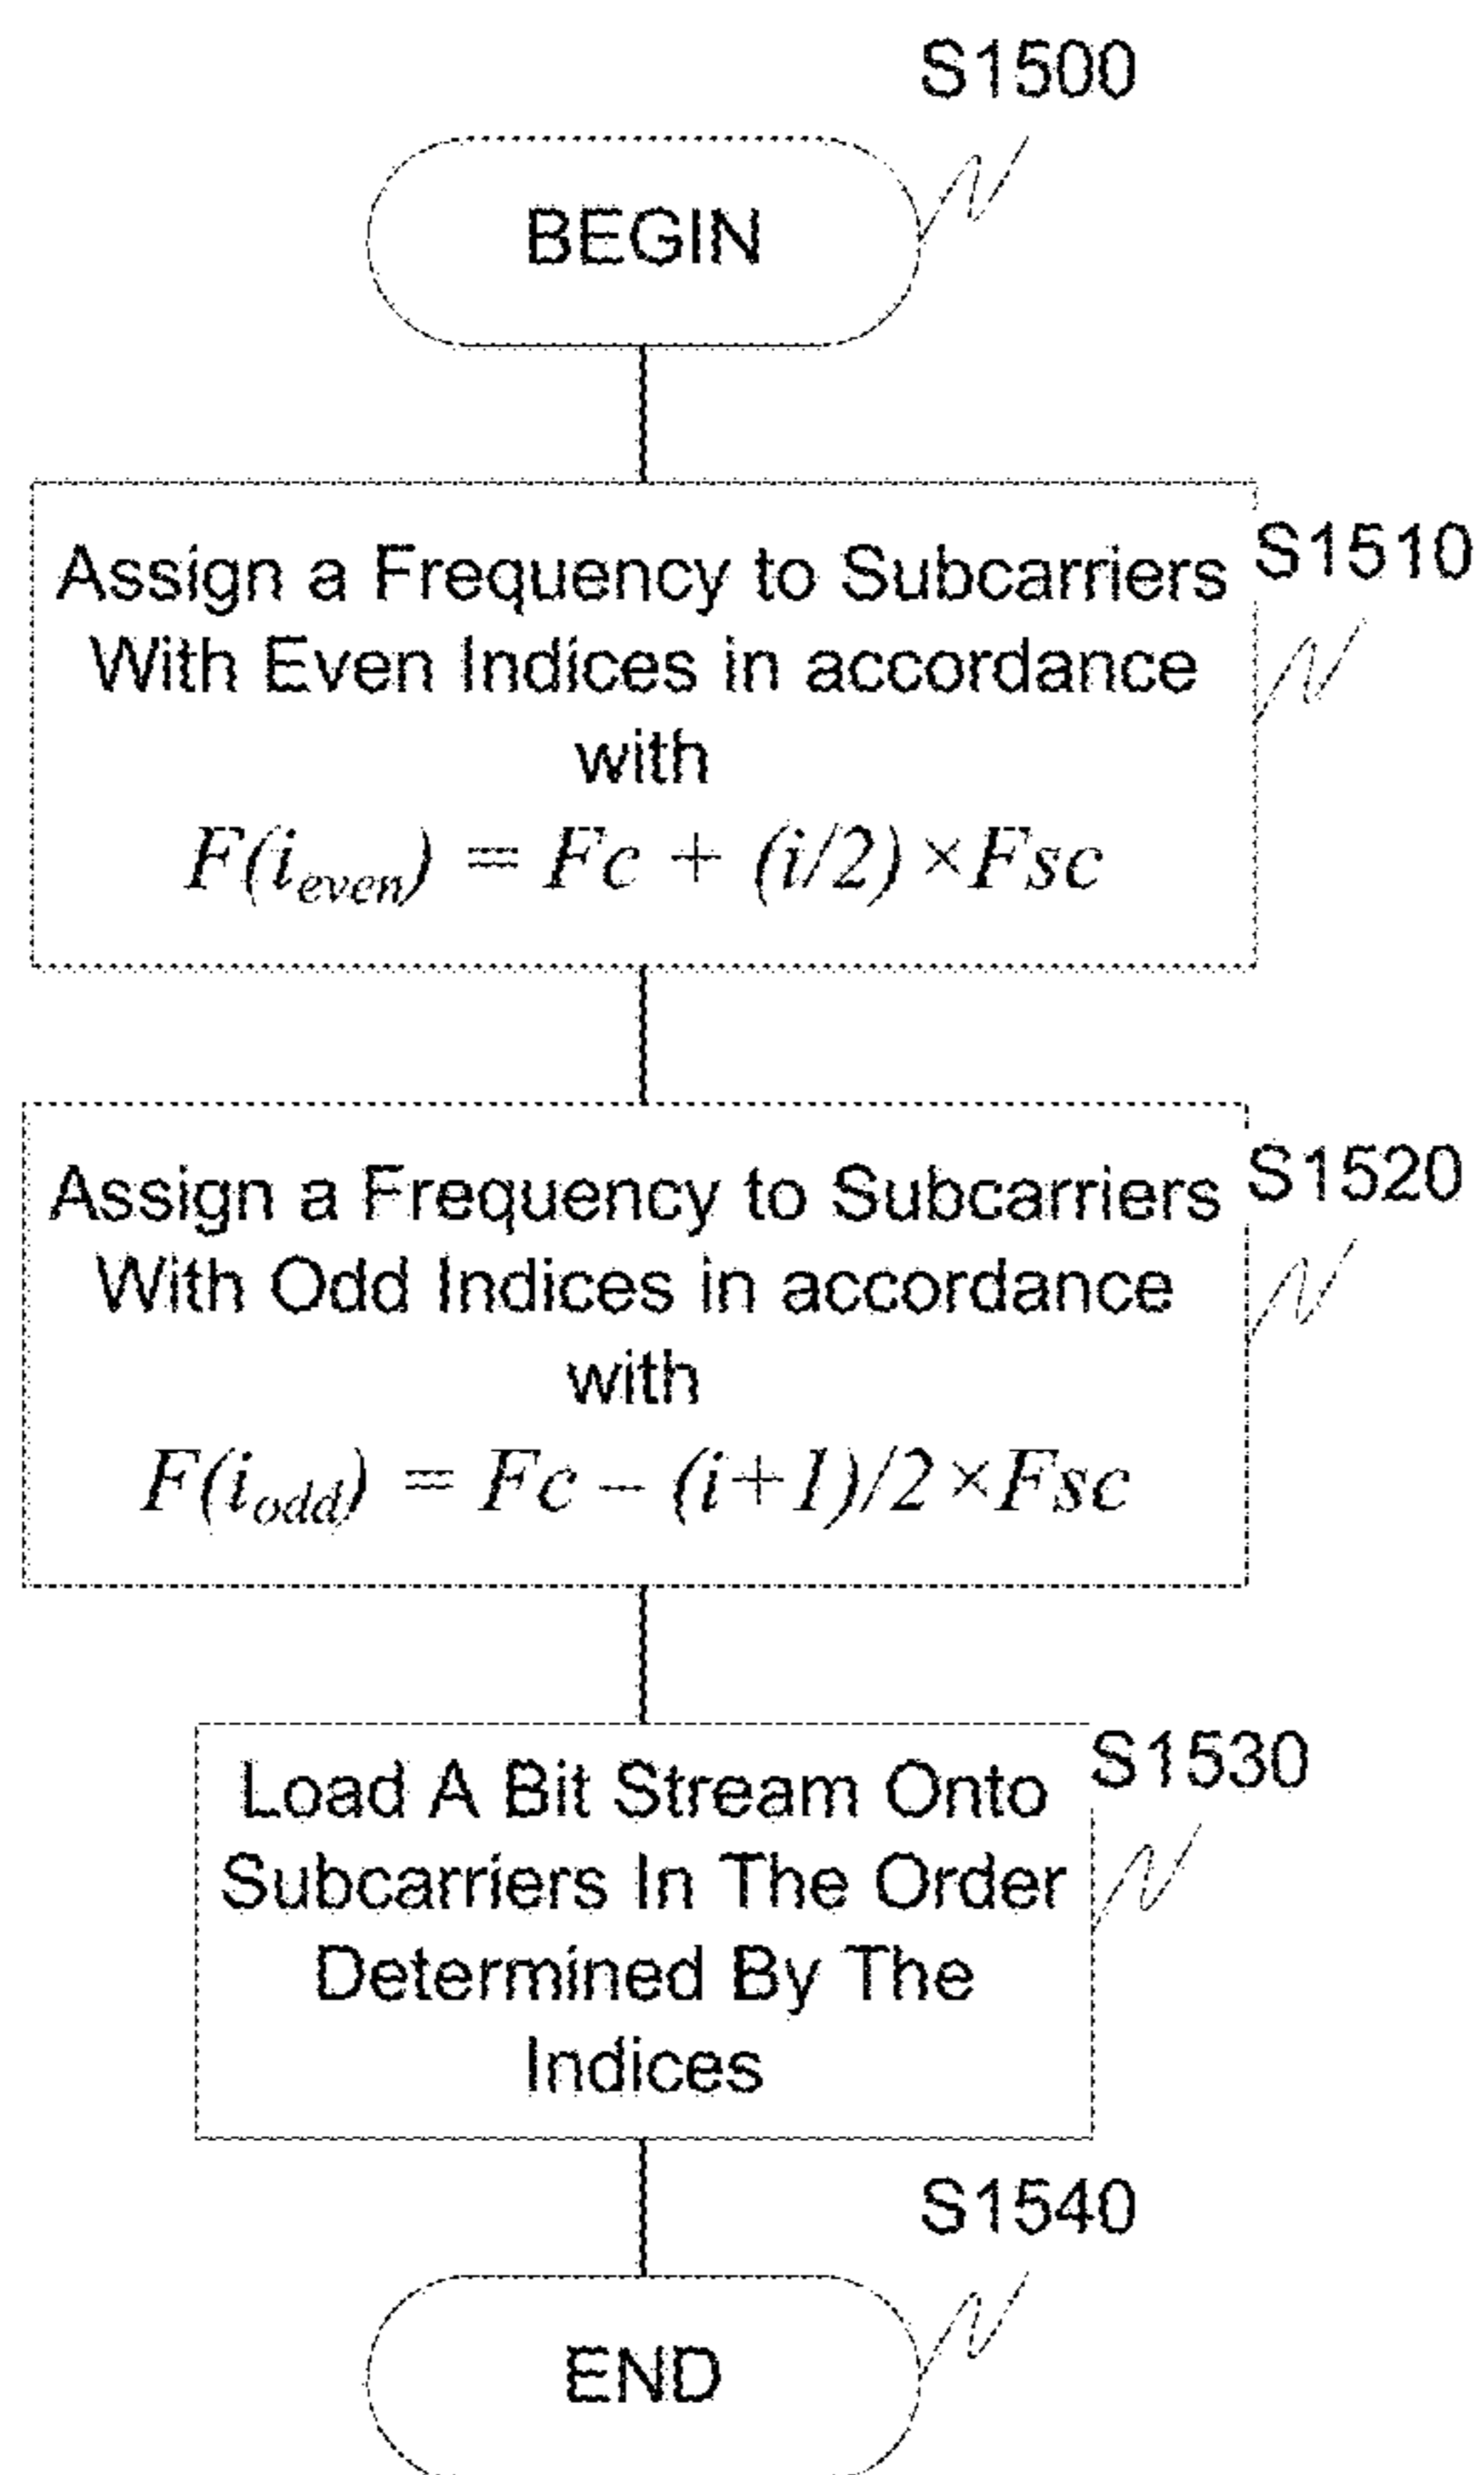 S1500
BEGIN
Assign a Frequency to Subcarriers
With Even Indices in accordance
with
F(i_even) = Fc + (i/2)×Fsc
S1510
Assign a Frequency to Subcarriers
With Odd Indices in accordance
with
F(i_odd) = Fc – (i+1)/2×Fsc
S1520
Load A Bit Stream Onto
Subcarriers In The Order
Determined By The
Indices
S1530
S1540
END